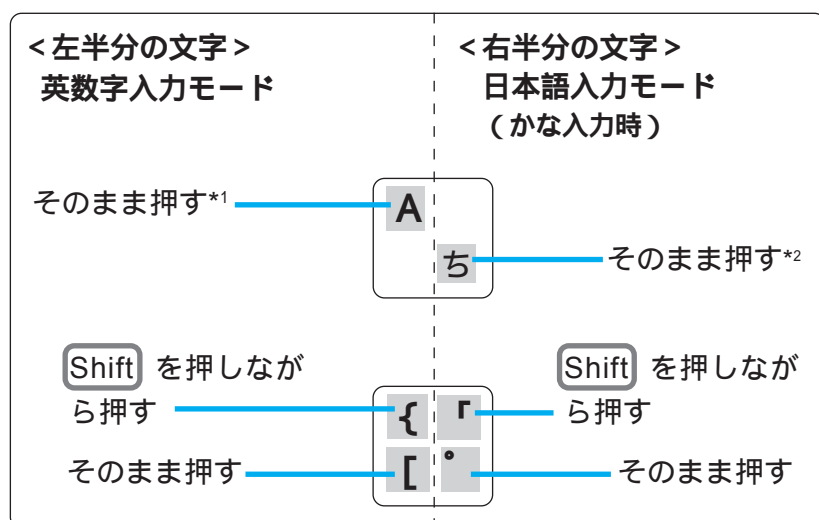 <左半分の文字>
英数字入力モード
<右半分の文字>
日本語入力モード
(かな入力時)
そのまま押す*1
A
ち
そのまま押す*2
Shift を押しなが
ら押す
{
「
Shift を押しなが
ら押す
そのまま押す
[
゜
そのまま押す